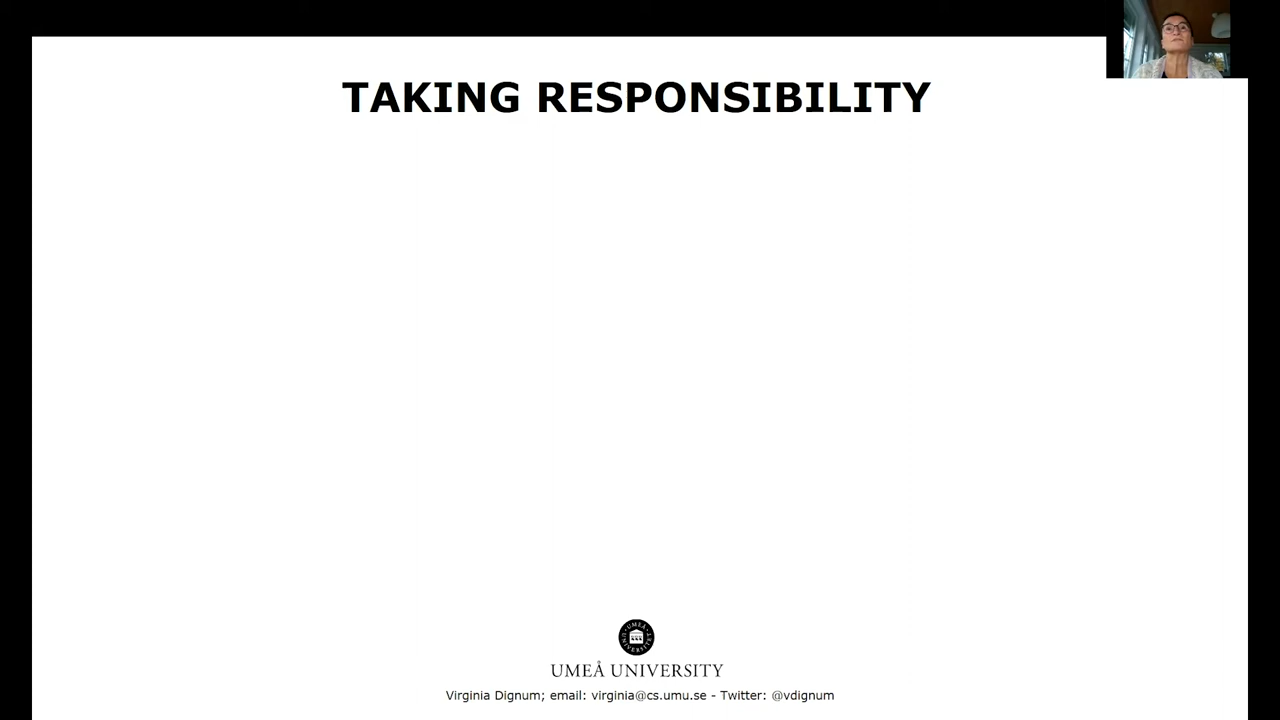 TAKING RESPONSIBILITY
UMEÅ UNIVERSITY
Virginia Dignum; email: virginia@cs.umu.se - Twitter: @vdignum